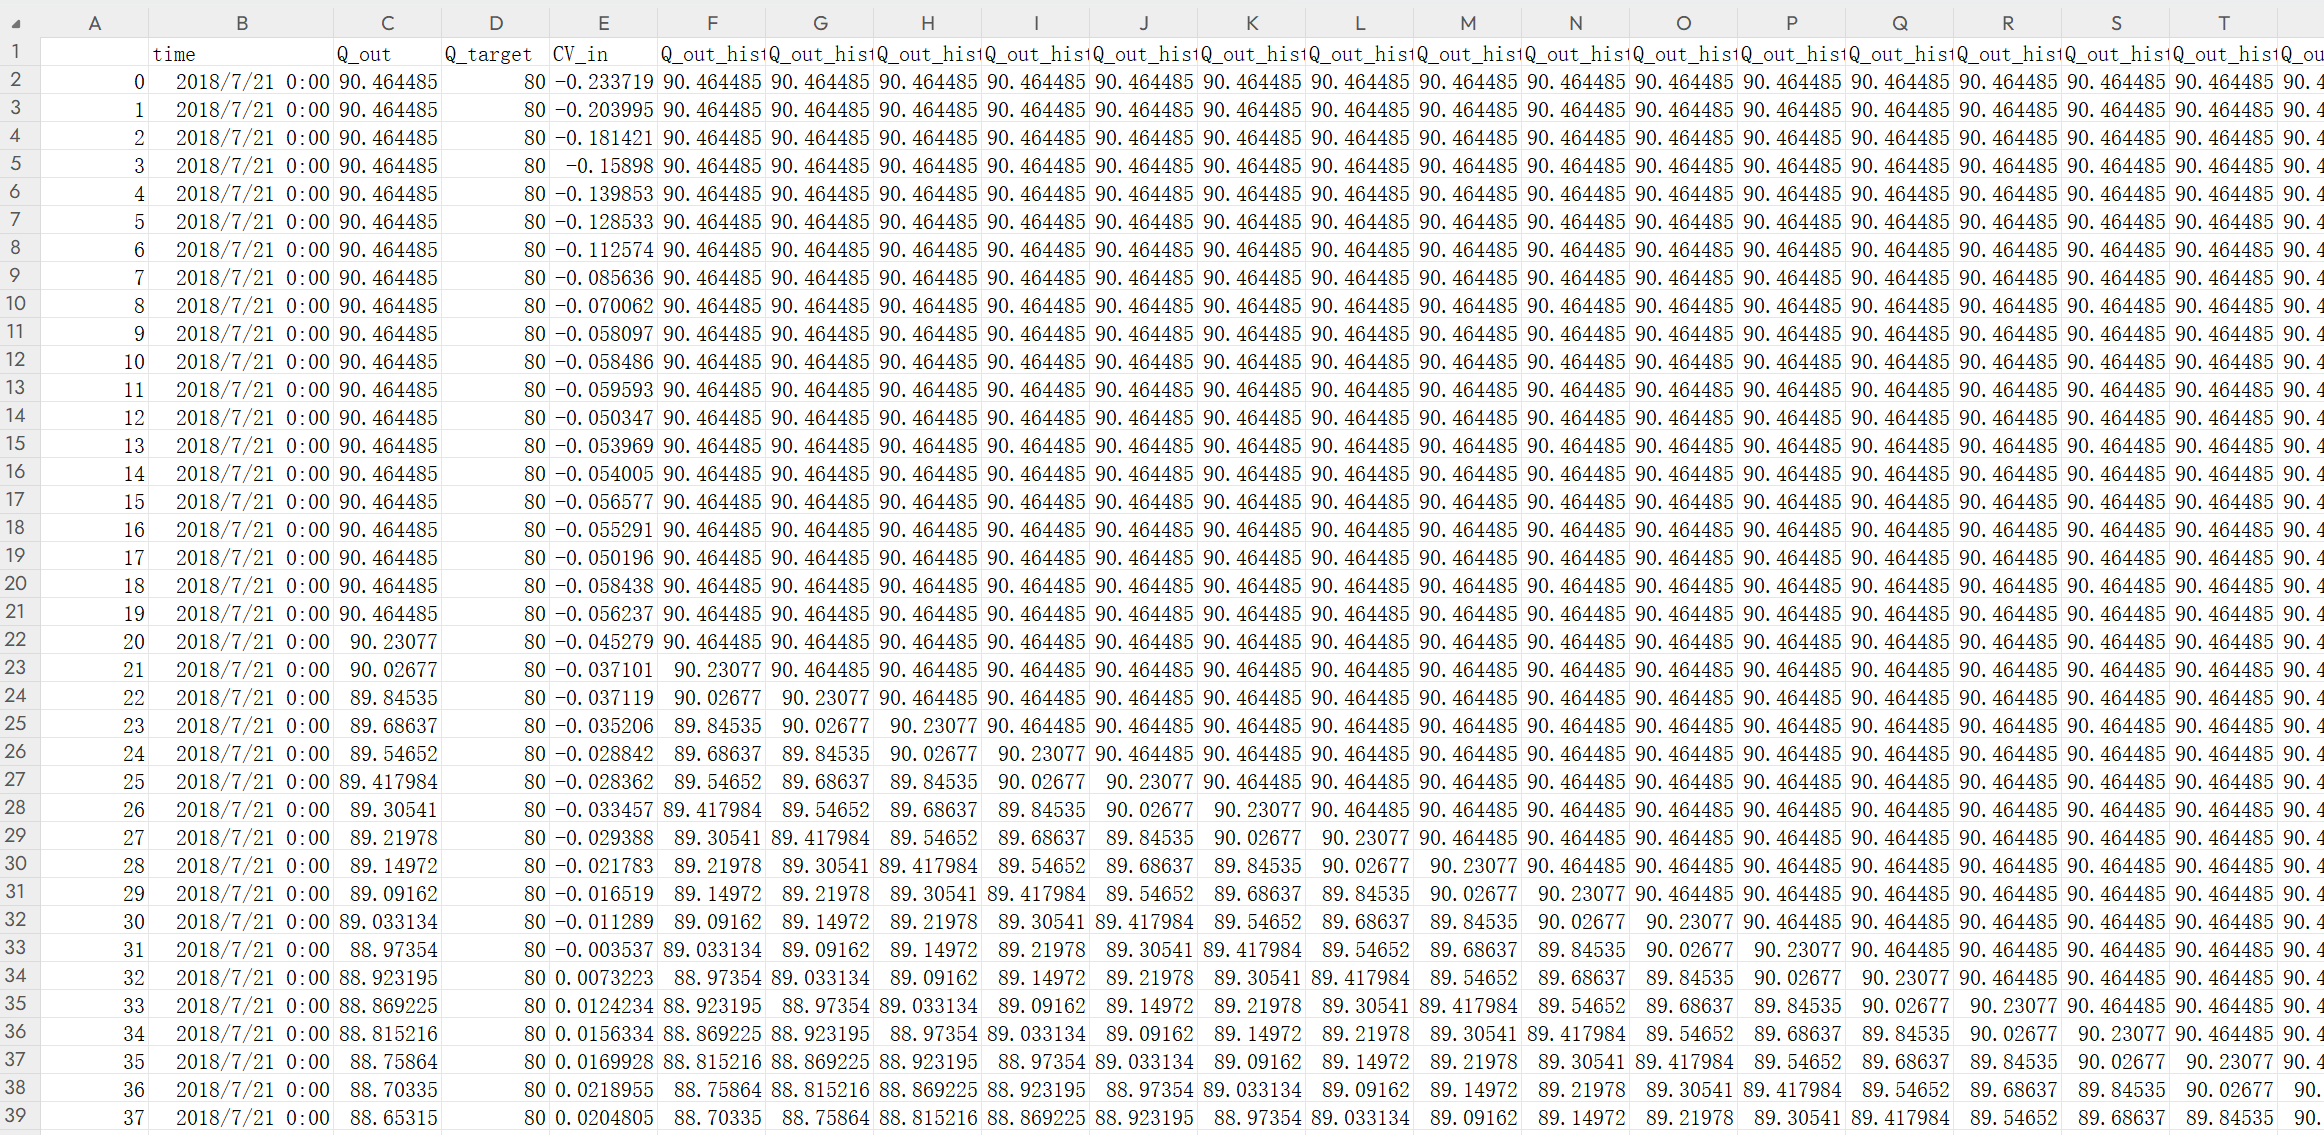 A B C D E F G H I J K L M N O P Q R S T
1 time Q_out Q_target CV_in Q_out_hist Q_out_hist Q_out_hist Q_out_hist Q_out_hist Q_out_hist Q_out_hist Q_out_hist Q_out_hist Q_out_hist Q_out_hist Q_out_hist Q_out_hist Q_out_hist Q_out_hist Q_ou
2 0 2018/7/21 0:00 90.464485 80 -0.233719 90.464485 90.464485 90.464485 90.464485 90.464485 90.464485 90.464485 90.464485 90.464485 90.464485 90.464485 90.464485 90.464485 90.464485 90.464485 90.4
3 1 2018/7/21 0:00 90.464485 80 -0.203995 90.464485 90.464485 90.464485 90.464485 90.464485 90.464485 90.464485 90.464485 90.464485 90.464485 90.464485 90.464485 90.464485 90.464485 90.464485 90.4
4 2 2018/7/21 0:00 90.464485 80 -0.181421 90.464485 90.464485 90.464485 90.464485 90.464485 90.464485 90.464485 90.464485 90.464485 90.464485 90.464485 90.464485 90.464485 90.464485 90.464485 90.4
5 3 2018/7/21 0:00 90.464485 80 -0.15898 90.464485 90.464485 90.464485 90.464485 90.464485 90.464485 90.464485 90.464485 90.464485 90.464485 90.464485 90.464485 90.464485 90.464485 90.464485 90.4
6 4 2018/7/21 0:00 90.464485 80 -0.139853 90.464485 90.464485 90.464485 90.464485 90.464485 90.464485 90.464485 90.464485 90.464485 90.464485 90.464485 90.464485 90.464485 90.464485 90.464485 90.4
7 5 2018/7/21 0:00 90.464485 80 -0.128533 90.464485 90.464485 90.464485 90.464485 90.464485 90.464485 90.464485 90.464485 90.464485 90.464485 90.464485 90.464485 90.464485 90.464485 90.464485 90.4
8 6 2018/7/21 0:00 90.464485 80 -0.112574 90.464485 90.464485 90.464485 90.464485 90.464485 90.464485 90.464485 90.464485 90.464485 90.464485 90.464485 90.464485 90.464485 90.464485 90.464485 90.4
9 7 2018/7/21 0:00 90.464485 80 -0.085636 90.464485 90.464485 90.464485 90.464485 90.464485 90.464485 90.464485 90.464485 90.464485 90.464485 90.464485 90.464485 90.464485 90.464485 90.464485 90.4
10 8 2018/7/21 0:00 90.464485 80 -0.070062 90.464485 90.464485 90.464485 90.464485 90.464485 90.464485 90.464485 90.464485 90.464485 90.464485 90.464485 90.464485 90.464485 90.464485 90.464485 90.4
11 9 2018/7/21 0:00 90.464485 80 -0.058097 90.464485 90.464485 90.464485 90.464485 90.464485 90.464485 90.464485 90.464485 90.464485 90.464485 90.464485 90.464485 90.464485 90.464485 90.464485 90.4
12 10 2018/7/21 0:00 90.464485 80 -0.058486 90.464485 90.464485 90.464485 90.464485 90.464485 90.464485 90.464485 90.464485 90.464485 90.464485 90.464485 90.464485 90.464485 90.464485 90.464485 90.4
13 11 2018/7/21 0:00 90.464485 80 -0.059593 90.464485 90.464485 90.464485 90.464485 90.464485 90.464485 90.464485 90.464485 90.464485 90.464485 90.464485 90.464485 90.464485 90.464485 90.464485 90.4
14 12 2018/7/21 0:00 90.464485 80 -0.050347 90.464485 90.464485 90.464485 90.464485 90.464485 90.464485 90.464485 90.464485 90.464485 90.464485 90.464485 90.464485 90.464485 90.464485 90.464485 90.4
15 13 2018/7/21 0:00 90.464485 80 -0.053969 90.464485 90.464485 90.464485 90.464485 90.464485 90.464485 90.464485 90.464485 90.464485 90.464485 90.464485 90.464485 90.464485 90.464485 90.464485 90.4
16 14 2018/7/21 0:00 90.464485 80 -0.054005 90.464485 90.464485 90.464485 90.464485 90.464485 90.464485 90.464485 90.464485 90.464485 90.464485 90.464485 90.464485 90.464485 90.464485 90.464485 90.4
17 15 2018/7/21 0:00 90.464485 80 -0.056577 90.464485 90.464485 90.464485 90.464485 90.464485 90.464485 90.464485 90.464485 90.464485 90.464485 90.464485 90.464485 90.464485 90.464485 90.464485 90.4
18 16 2018/7/21 0:00 90.464485 80 -0.055291 90.464485 90.464485 90.464485 90.464485 90.464485 90.464485 90.464485 90.464485 90.464485 90.464485 90.464485 90.464485 90.464485 90.464485 90.464485 90.4
19 17 2018/7/21 0:00 90.464485 80 -0.050196 90.464485 90.464485 90.464485 90.464485 90.464485 90.464485 90.464485 90.464485 90.464485 90.464485 90.464485 90.464485 90.464485 90.464485 90.464485 90.4
20 18 2018/7/21 0:00 90.464485 80 -0.058438 90.464485 90.464485 90.464485 90.464485 90.464485 90.464485 90.464485 90.464485 90.464485 90.464485 90.464485 90.464485 90.464485 90.464485 90.464485 90.4
21 19 2018/7/21 0:00 90.464485 80 -0.056237 90.464485 90.464485 90.464485 90.464485 90.464485 90.464485 90.464485 90.464485 90.464485 90.464485 90.464485 90.464485 90.464485 90.464485 90.464485 90.4
22 20 2018/7/21 0:00 90.23077 80 -0.045279 90.464485 90.464485 90.464485 90.464485 90.464485 90.464485 90.464485 90.464485 90.464485 90.464485 90.464485 90.464485 90.464485 90.464485 90.464485 90.4
23 21 2018/7/21 0:00 90.02677 80 -0.037101 90.23077 90.464485 90.464485 90.464485 90.464485 90.464485 90.464485 90.464485 90.464485 90.464485 90.464485 90.464485 90.464485 90.464485 90.464485 90.4
24 22 2018/7/21 0:00 89.84535 80 -0.037119 90.02677 90.23077 90.464485 90.464485 90.464485 90.464485 90.464485 90.464485 90.464485 90.464485 90.464485 90.464485 90.464485 90.464485 90.464485 90.4
25 23 2018/7/21 0:00 89.68637 80 -0.035206 89.84535 90.02677 90.23077 90.464485 90.464485 90.464485 90.464485 90.464485 90.464485 90.464485 90.464485 90.464485 90.464485 90.464485 90.464485 90.4
26 24 2018/7/21 0:00 89.54652 80 -0.028842 89.68637 89.84535 90.02677 90.23077 90.464485 90.464485 90.464485 90.464485 90.464485 90.464485 90.464485 90.464485 90.464485 90.464485 90.464485 90.4
27 25 2018/7/21 0:00 89.417984 80 -0.028362 89.54652 89.68637 89.84535 90.02677 90.23077 90.464485 90.464485 90.464485 90.464485 90.464485 90.464485 90.464485 90.464485 90.464485 90.464485 90.4
28 26 2018/7/21 0:00 89.30541 80 -0.033457 89.417984 89.54652 89.68637 89.84535 90.02677 90.23077 90.464485 90.464485 90.464485 90.464485 90.464485 90.464485 90.464485 90.464485 90.464485 90.4
29 27 2018/7/21 0:00 89.21978 80 -0.029388 89.30541 89.417984 89.54652 89.68637 89.84535 90.02677 90.23077 90.464485 90.464485 90.464485 90.464485 90.464485 90.464485 90.464485 90.464485 90.4
30 28 2018/7/21 0:00 89.14972 80 -0.021783 89.21978 89.30541 89.417984 89.54652 89.68637 89.84535 90.02677 90.23077 90.464485 90.464485 90.464485 90.464485 90.464485 90.464485 90.464485 90.4
31 29 2018/7/21 0:00 89.09162 80 -0.016519 89.14972 89.21978 89.30541 89.417984 89.54652 89.68637 89.84535 90.02677 90.23077 90.464485 90.464485 90.464485 90.464485 90.464485 90.464485 90.4
32 30 2018/7/21 0:00 89.033134 80 -0.011289 89.09162 89.14972 89.21978 89.30541 89.417984 89.54652 89.68637 89.84535 90.02677 90.23077 90.464485 90.464485 90.464485 90.464485 90.464485 90.4
33 31 2018/7/21 0:00 88.97354 80 -0.003537 89.033134 89.09162 89.14972 89.21978 89.30541 89.417984 89.54652 89.68637 89.84535 90.02677 90.23077 90.464485 90.464485 90.464485 90.464485 90.4
34 32 2018/7/21 0:00 88.923195 80 0.0073223 88.97354 89.033134 89.09162 89.14972 89.21978 89.30541 89.417984 89.54652 89.68637 89.84535 90.02677 90.23077 90.464485 90.464485 90.464485 90.4
35 33 2018/7/21 0:00 88.869225 80 0.0124234 88.923195 88.97354 89.033134 89.09162 89.14972 89.21978 89.30541 89.417984 89.54652 89.68637 89.84535 90.02677 90.23077 90.464485 90.464485 90.4
36 34 2018/7/21 0:00 88.815216 80 0.0156334 88.869225 88.923195 88.97354 89.033134 89.09162 89.14972 89.21978 89.30541 89.417984 89.54652 89.68637 89.84535 90.02677 90.23077 90.464485 90.4
37 35 2018/7/21 0:00 88.75864 80 0.0169928 88.815216 88.869225 88.923195 88.97354 89.033134 89.09162 89.14972 89.21978 89.30541 89.417984 89.54652 89.68637 89.84535 90.02677 90.23077 90.4
38 36 2018/7/21 0:00 88.70335 80 0.0218955 88.75864 88.815216 88.869225 88.923195 88.97354 89.033134 89.09162 89.14972 89.21978 89.30541 89.417984 89.54652 89.68637 89.84535 90.02677 90.
39 37 2018/7/21 0:00 88.65315 80 0.0204805 88.70335 88.75864 88.815216 88.869225 88.923195 88.97354 89.033134 89.09162 89.14972 89.21978 89.30541 89.417984 89.54652 89.68637 89.84535 90.